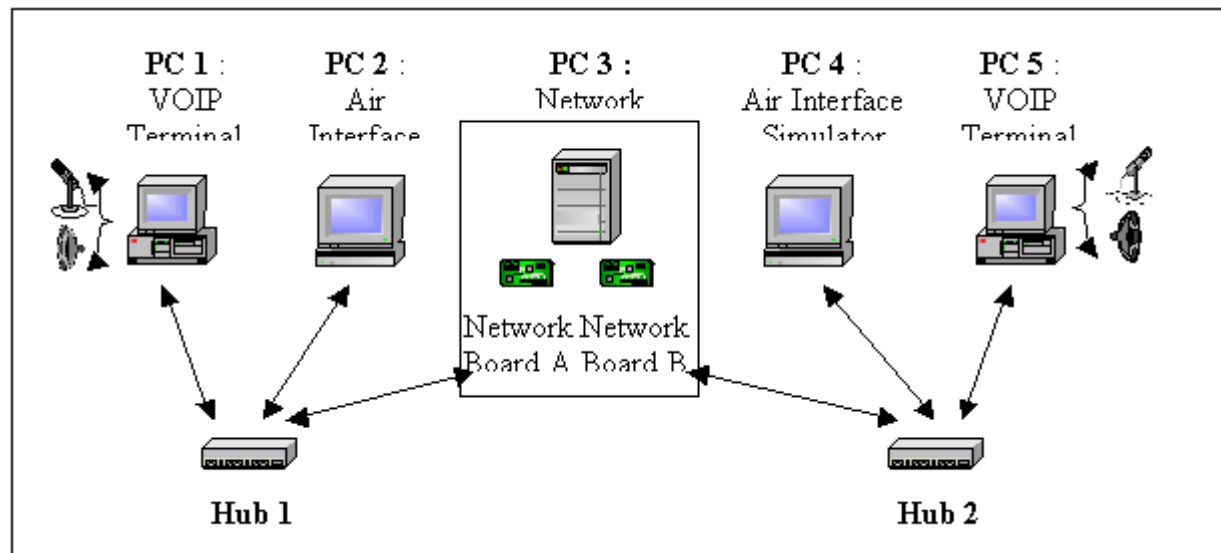 PC 1 :
VOIP
Terminal
PC 2 :
Air
Interface
PC 3 :
Network
PC 4 :
Air Interface
Simulator
PC 5 :
VOIP
Terminal
Network Network
Board A Board B
Hub 1
Hub 2